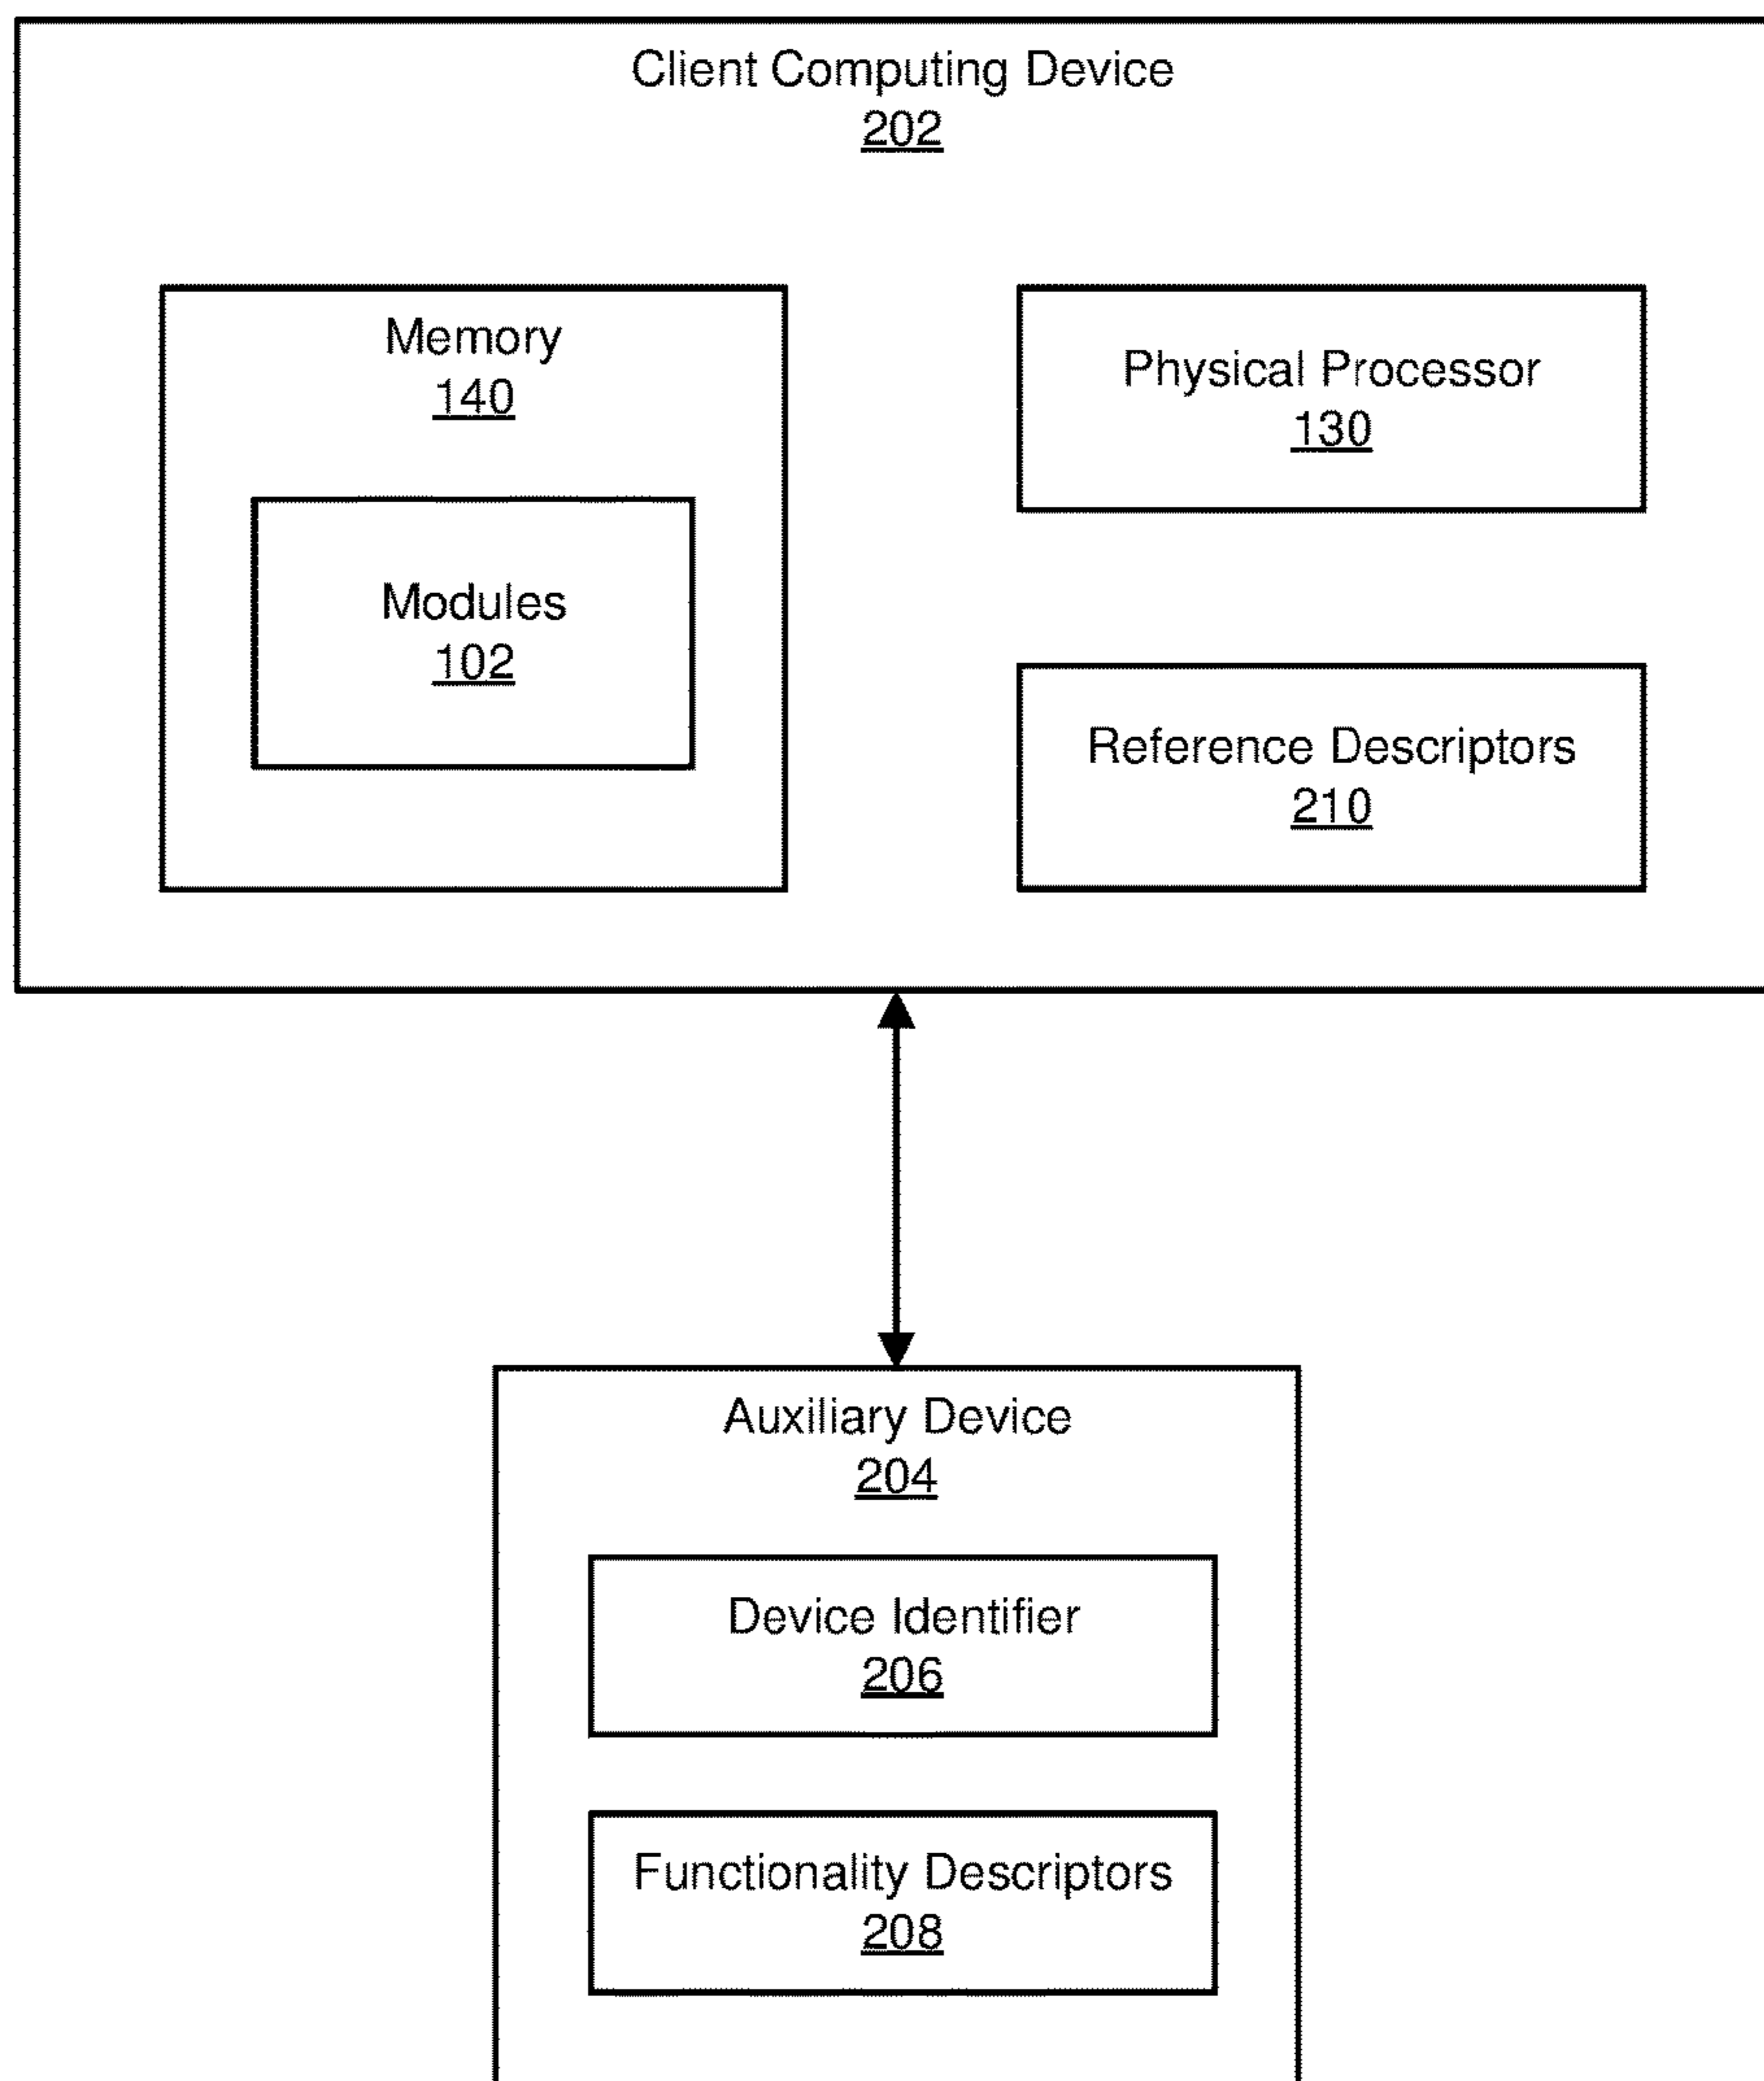 Client Computing Device
202
Memory
140
Modules
102
Physical Processor
130
Reference Descriptors
210
Auxiliary Device
204
Device Identifier
206
Functionality Descriptors
208